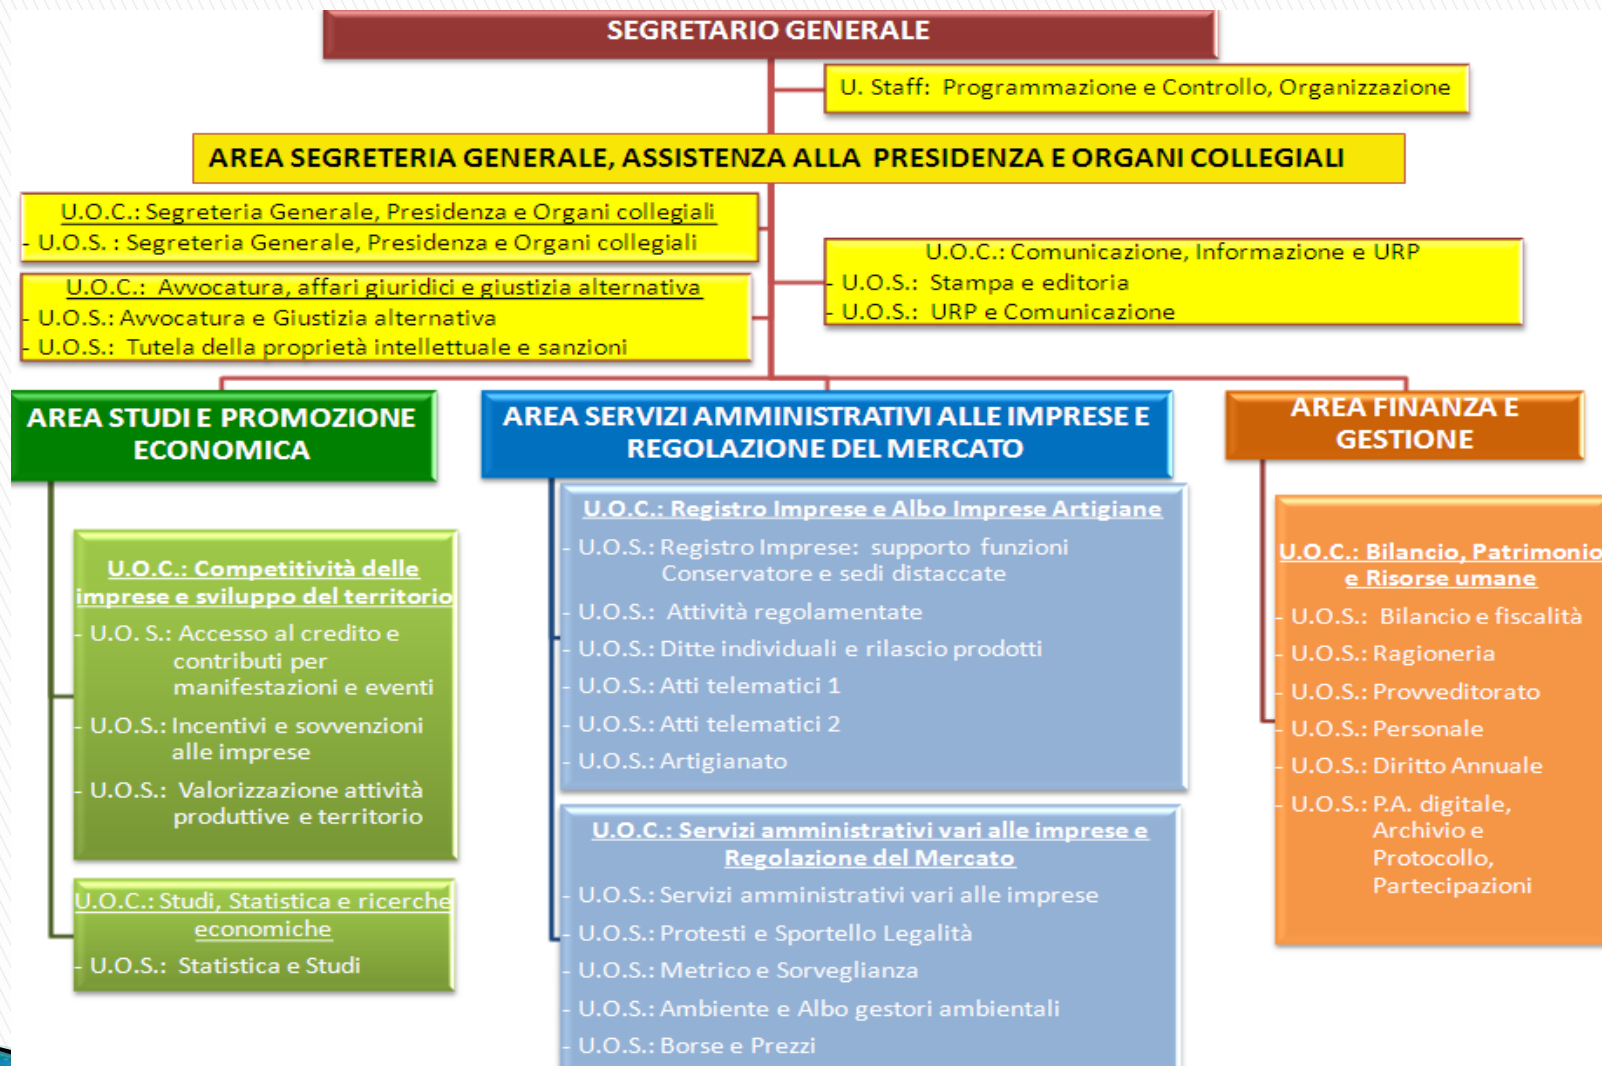 SEGRETARIO GENERALE
U. Staff: Programmazione e Controllo, Organizzazione
AREA SEGRETERIA GENERALE, ASSISTENZA ALLA PRESIDENZA E ORGANI COLLEGIALI
U.O.C.: Segreteria Generale, Presidenza e Organi collegiali
- U.O.S. : Segreteria Generale, Presidenza e Organi collegiali
U.O.C.: Comunicazione, Informazione e URP
- U.O.S.: Stampa e editoria
- U.O.S.: URP e Comunicazione
U.O.C.: Avvocatura, affari giuridici e giustizia alternativa
- U.O.S.: Avvocatura e Giustizia alternativa
- U.O.S.: Tutela della proprietà intellettuale e sanzioni
AREA STUDI E PROMOZIONE
ECONOMICA
U.O.C.: Competitività delle
imprese e sviluppo del territorio
- U.O. S.: Accesso al credito e
contributi per
manifestazioni e eventi
- U.O.S.: Incentivi e sovvenzioni
alle imprese
- U.O.S.: Valorizzazione attività
produttive e territorio
U.O.C.: Studi, Statistica e ricerche
economiche
- U.O.S.: Statistica e Studi
AREA SERVIZI AMMINISTRATIVI ALLE IMPRESE E
REGOLAZIONE DEL MERCATO
U.O.C.: Registro Imprese e Albo Imprese Artigiane
- U.O.S.: Registro Imprese: supporto funzioni
Conservatore e sedi distaccate
- U.O.S.: Attività regolamentate
- U.O.S.: Ditte individuali e rilascio prodotti
- U.O.S.: Atti telematici 1
- U.O.S.: Atti telematici 2
- U.O.S.: Artigianato
U.O.C.: Servizi amministrativi vari alle imprese e
Regolazione del Mercato
- U.O.S.: Servizi amministrativi vari alle imprese
- U.O.S.: Protesti e Sportello Legalità
- U.O.S.: Metrico e Sorveglianza
- U.O.S.: Ambiente e Albo gestori ambientali
- U.O.S.: Borse e Prezzi
AREA FINANZA E
GESTIONE
U.O.C.: Bilancio, Patrimonio
e Risorse umane
- U.O.S.: Bilancio e fiscalità
- U.O.S.: Ragioneria
- U.O.S.: Provveditorato
- U.O.S.: Personale
- U.O.S.: Diritto Annuale
- U.O.S.: P.A. digitale,
Archivio e
Protocollo,
Partecipazioni